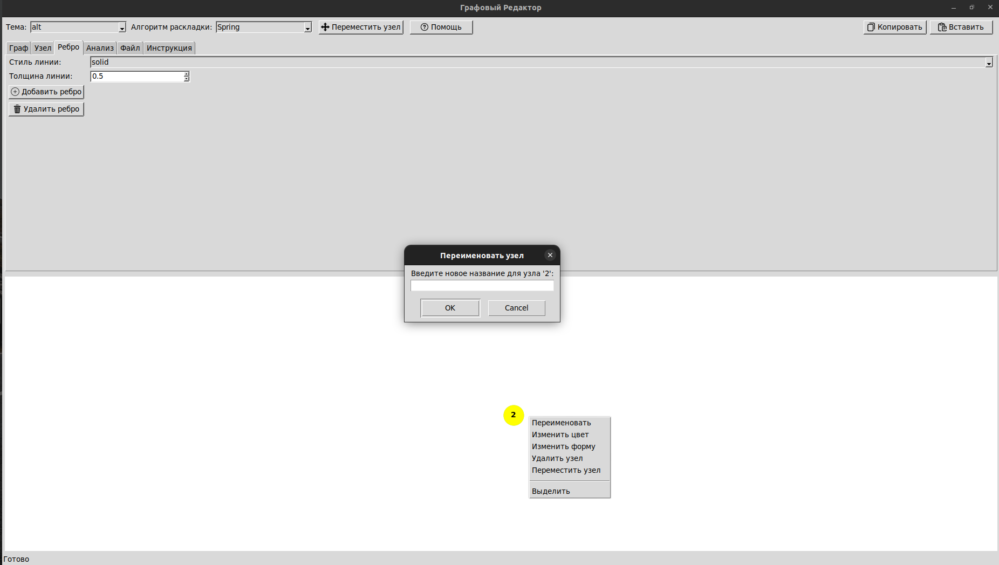 Графовый Редактор
Тема: alt Алгоритм раскладки: Spring Переместить узел Помощь Копировать Вставить
Граф Узел Ребро Анализ Файл Инструкция
Стиль линии: solid
Толщина линии: 0.5
Добавить ребро
Удалить ребро
Переименовать узел
Введите новое название для узла '2':
OK Cancel
2
Переименовать
Изменить цвет
Изменить форму
Удалить узел
Переместить узел
Выделить
Готово